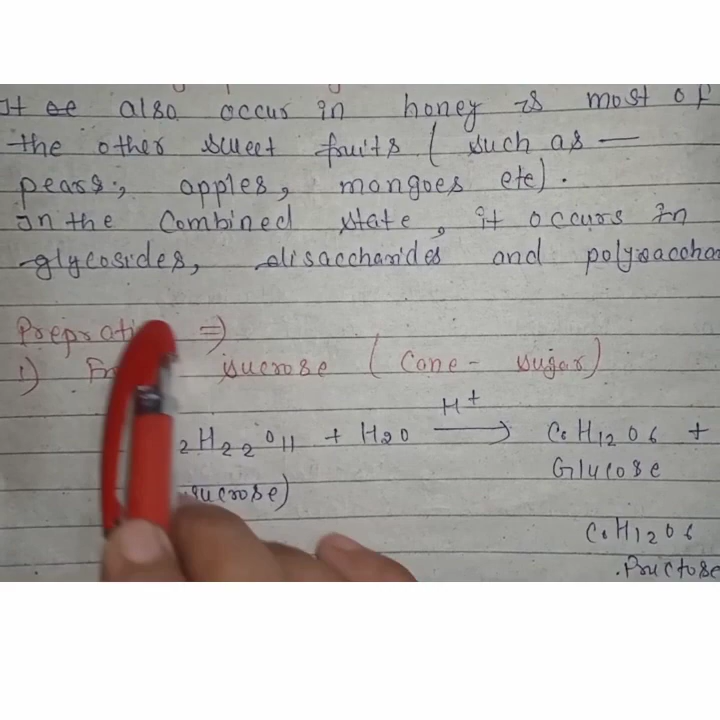 It also occur in honey is most of
the other sweet fruits ( such as —
pears, apples, mangoes etc).
In the Combined state, it occurs In
glycosides, disaccharides and polysaccha
⇒
1) sucrose ( Cane - sugar)
2H22O11 + H2O H+ ⟶ C6H12O6 +
Glucose
sucrose)
C6H12O6
Fructose